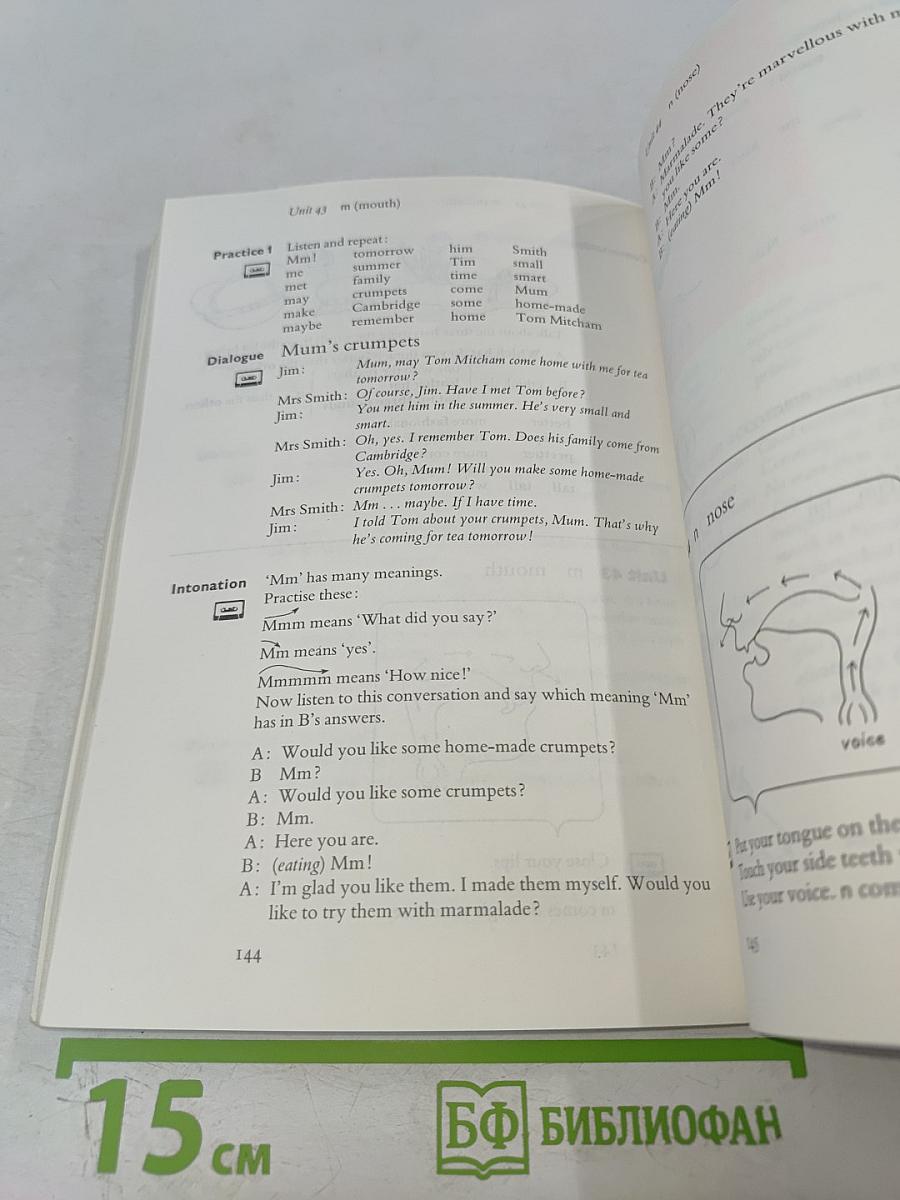 Unit 43 m (mouth)
Practice 1 Listen and repeat:
Mm! tomorrow him Smith
me summer Tim small
met family time smart
may crumpets come Mum
make Cambridge some home-made
maybe remember home Tom Mitcham
Dialogue Mum's crumpets
Jim: Mum, may Tom Mitcham come home with me for tea
tomorrow?
Mrs Smith: Of course, Jim. Have I met Tom before?
Jim: You met him in the summer. He's very small and
smart.
Mrs Smith: Oh, yes. I remember Tom. Does his family come from
Cambridge?
Jim: Yes. Oh, Mum! Will you make some home-made
crumpets tomorrow?
Mrs Smith: Mm . . . maybe. If I have time.
Jim: I told Tom about your crumpets, Mum. That's why
he's coming for tea tomorrow!
Intonation 'Mm' has many meanings.
Practise these:
Mmm means 'What did you say?'
Mm means 'yes'.
Mmmmm means 'How nice!'
Now listen to this conversation and say which meaning 'Mm'
has in B's answers.
A: Would you like some home-made crumpets?
B Mm?
A: Would you like some crumpets?
B: Mm.
A: Here you are.
B: (eating) Mm!
A: I'm glad you like them. I made them myself. Would you
like to try them with marmalade?
144
Unit 44 n (nose)
B: Mm?
A: Marmalade. They're marvellous with
you like some?
B: Mm.
A: Here you are.
B: (eating) Mm!
n nose
voice
Put your tongue on the
Touch your side teeth
Use your voice. n
145
15 см
БФ БИБЛИОФАН